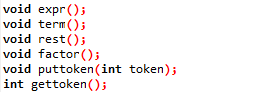 void expr();
void term();
void rest();
void factor();
void puttoken(int token);
int gettoken();